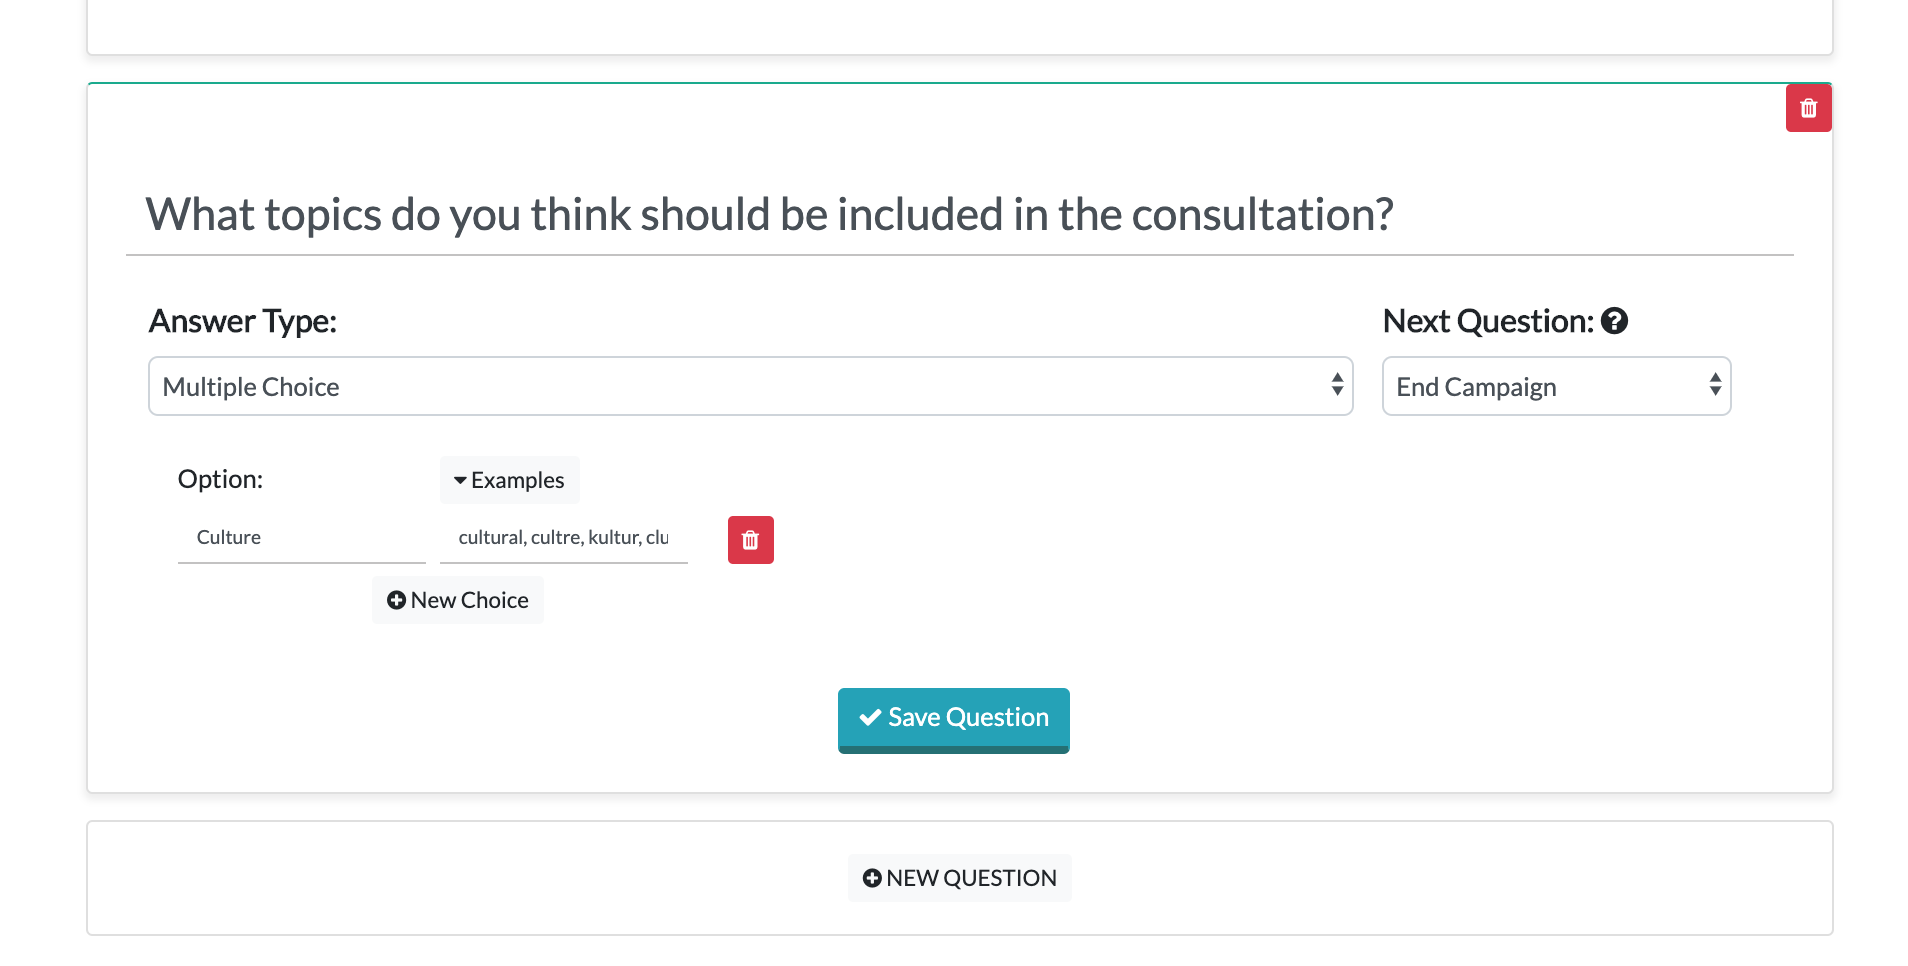 What topics do you think should be included in the consultation?
Answer Type:
Next Question:
Multiple Choice
End Campaign
Option:
Examples
Culture
cultural, cultre, kultur, clu
New Choice
Save Question
NEW QUESTION